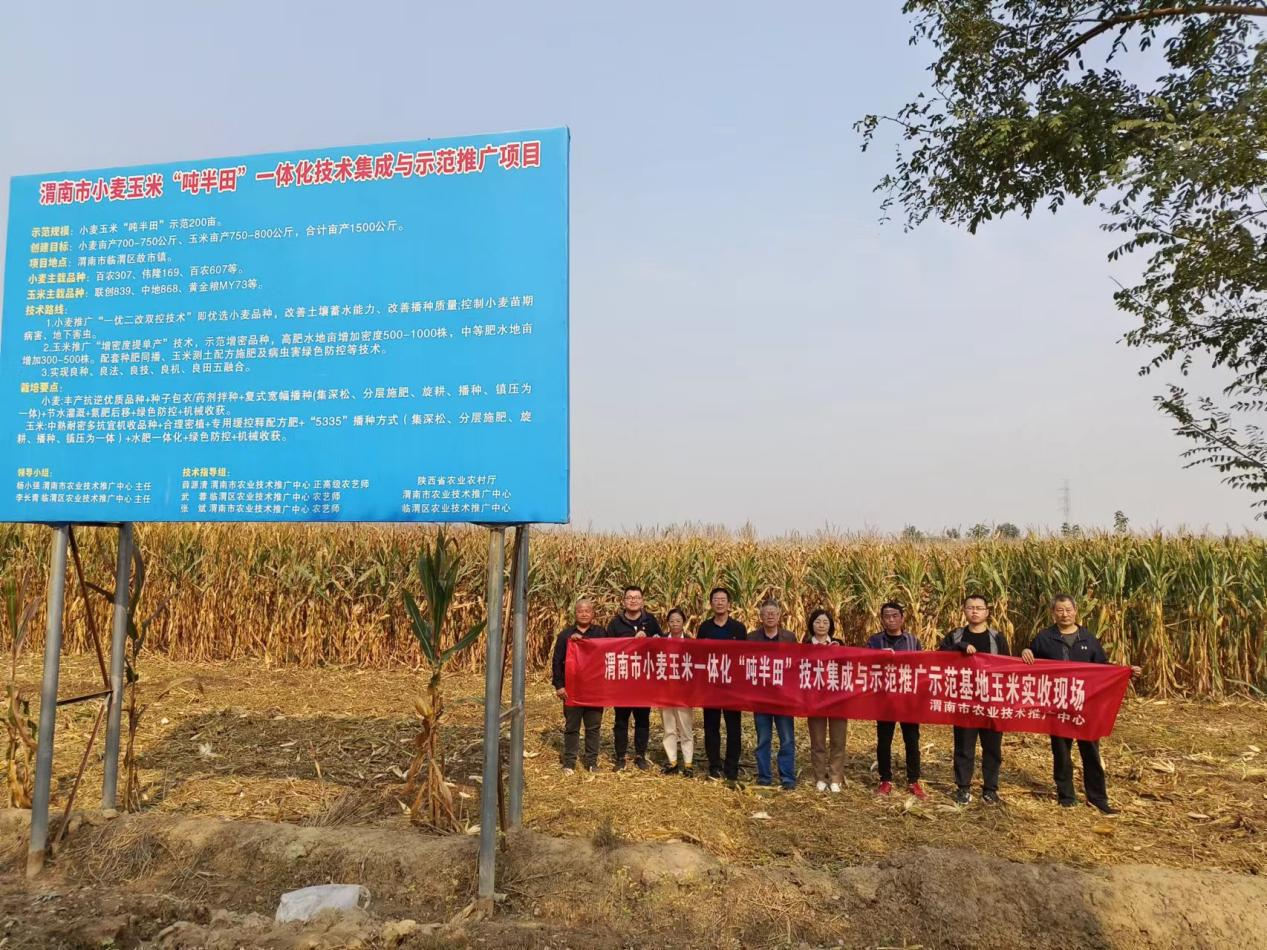 渭南市小麦玉米“吨半田”一体化技术集成与示范推广项目
示范规模：小麦玉米“吨半田”示范200亩。
创建目标：小麦亩产700-750公斤、玉米亩产750-800公斤，合计亩产1500公斤。
项目地点：渭南市临渭区故市镇。
小麦主栽品种：百农307、伟隆169、百农607等。
玉米主栽品种：联创839、中地868、黄金粮MY73等。
技术路线：
1.小麦推广“一优二改双控技术”即优选小麦品种，改善土壤蓄水能力、改善播种质量;控制小麦苗期
病害、地下害虫。
2.玉米推广“增密度提单产”技术，示范增密品种，高肥水地亩增加密度500-1000株，中等肥水地亩
增加300-500株。配套种肥同播、玉米测土配方施肥及病虫害绿色防控等技术。
3.实现良种、良法、良技、良机、良田五融合。
栽培要点：
小麦:丰产抗逆优质品种+种子包衣/药剂拌种+复式宽幅播种(集深松、分层施肥、旋耕、播种、镇压为
一体)+节水灌溉+氮肥后移+绿色防控+机械收获。
玉米:中熟耐密多抗宜机收品种+合理密植+专用缓控释配方肥+“5335”播种方式（集深松、分层施肥、旋
耕、播种、镇压为一体）+水肥一体化+绿色防控+机械收获。
领导小组：
杨小强 渭南市农业技术推广中心 主任
李长青 临渭区农业技术推广中心 主任
技术指导组：
薛源清 渭南市农业技术推广中心 正高级农艺师
武 蓉 临渭区农业技术推广中心 农艺师
张 斌 渭南市农业技术推广中心 农艺师
陕西省农业农村厅
渭南市农业技术推广中心
临渭区农业技术推广中心
渭南市小麦玉米一体化“吨半田”技术集成与示范推广示范基地玉米实收现场
渭南市农业技术推广中心